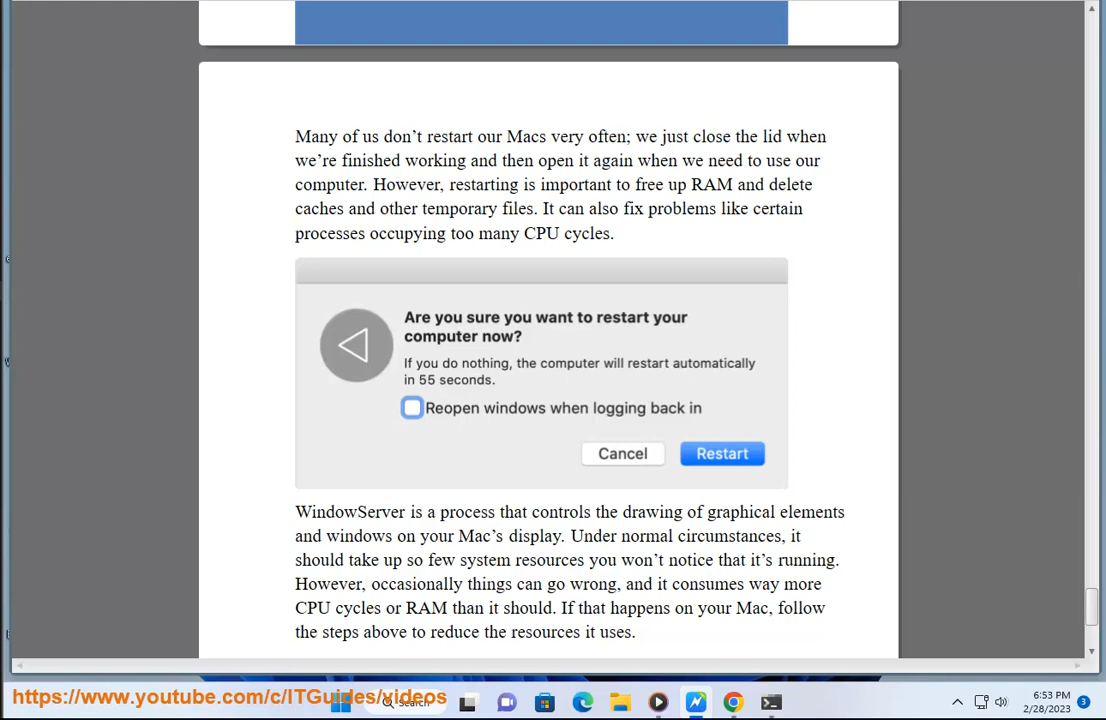 Many of us don’t restart our Macs very often; we just close the lid when
we’re finished working and then open it again when we need to use our
computer. However, restarting is important to free up RAM and delete
caches and other temporary files. It can also fix problems like certain
processes occupying too many CPU cycles.
Are you sure you want to restart your
computer now?
If you do nothing, the computer will restart automatically
in 55 seconds.
Reopen windows when logging back in
Cancel Restart
WindowServer is a process that controls the drawing of graphical elements
and windows on your Mac’s display. Under normal circumstances, it
should take up so few system resources you won’t notice that it’s running.
However, occasionally things can go wrong, and it consumes way more
CPU cycles or RAM than it should. If that happens on your Mac, follow
the steps above to reduce the resources it uses.
https://www.youtube.com/c/ITGuides/videos
Search
6:53 PM
2/28/2023
3